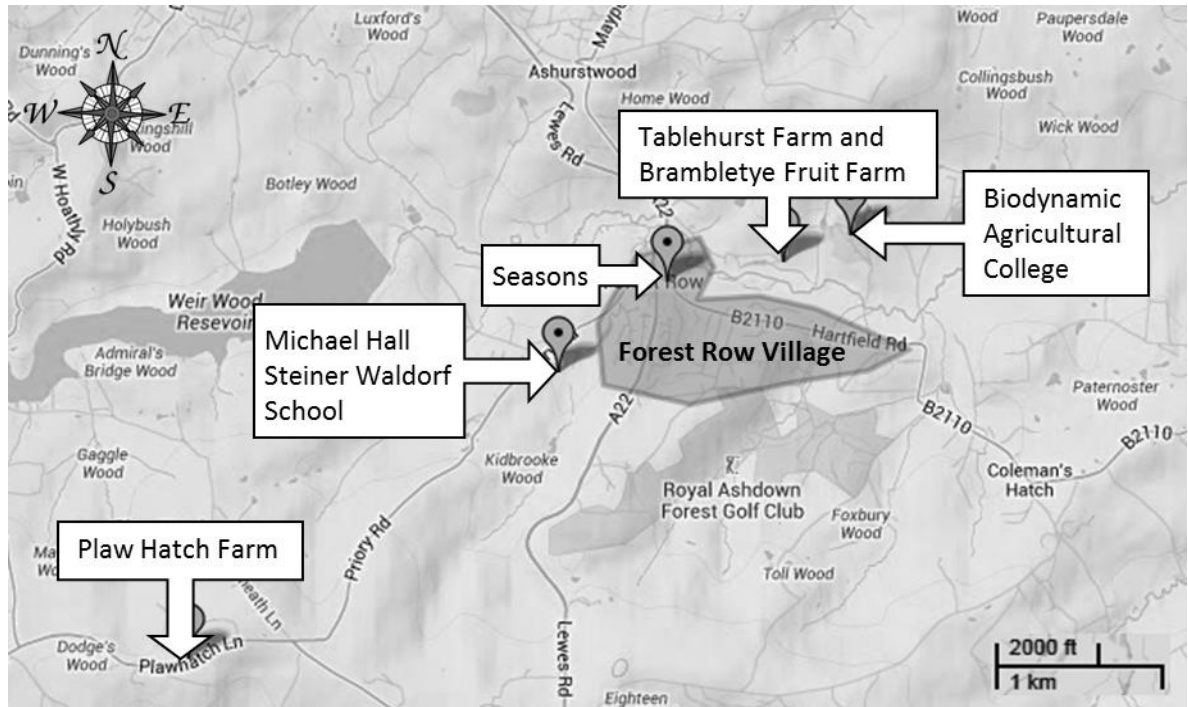 Luxford's
Wood
Wood
Paupersdale
Wood
Dunning's
Wood
N
Ashurstwood
Collingsbush
Wood
Home Wood
W
E
Wood
Lewes Rd
Wick Wood
S
Tablehurst Farm and
Brambletye Fruit Farm
Biodynamic
Agricultural
College
W Hoathly Rd
Botley Wood
Holybush
Wood
A22
Seasons
Row
Weir Wood
Resevoir
B2110
Hartfield Rd
Michael Hall
Steiner Waldorf
School
Forest Row Village
Admiral's
Bridge Wood
Paternoster
Wood
A22
B2110
B2110
Gaggle
Wood
Kidbrooke
Wood
Coleman's
Hatch
Royal Ashdown
Forest Golf Club
Foxbury
Wood
Plaw Hatch Farm
Priory Rd
Toll Wood
Dodge's
Wood
Plawhatch Ln
Lewes Rd
2000 ft
1 km
Eighteen